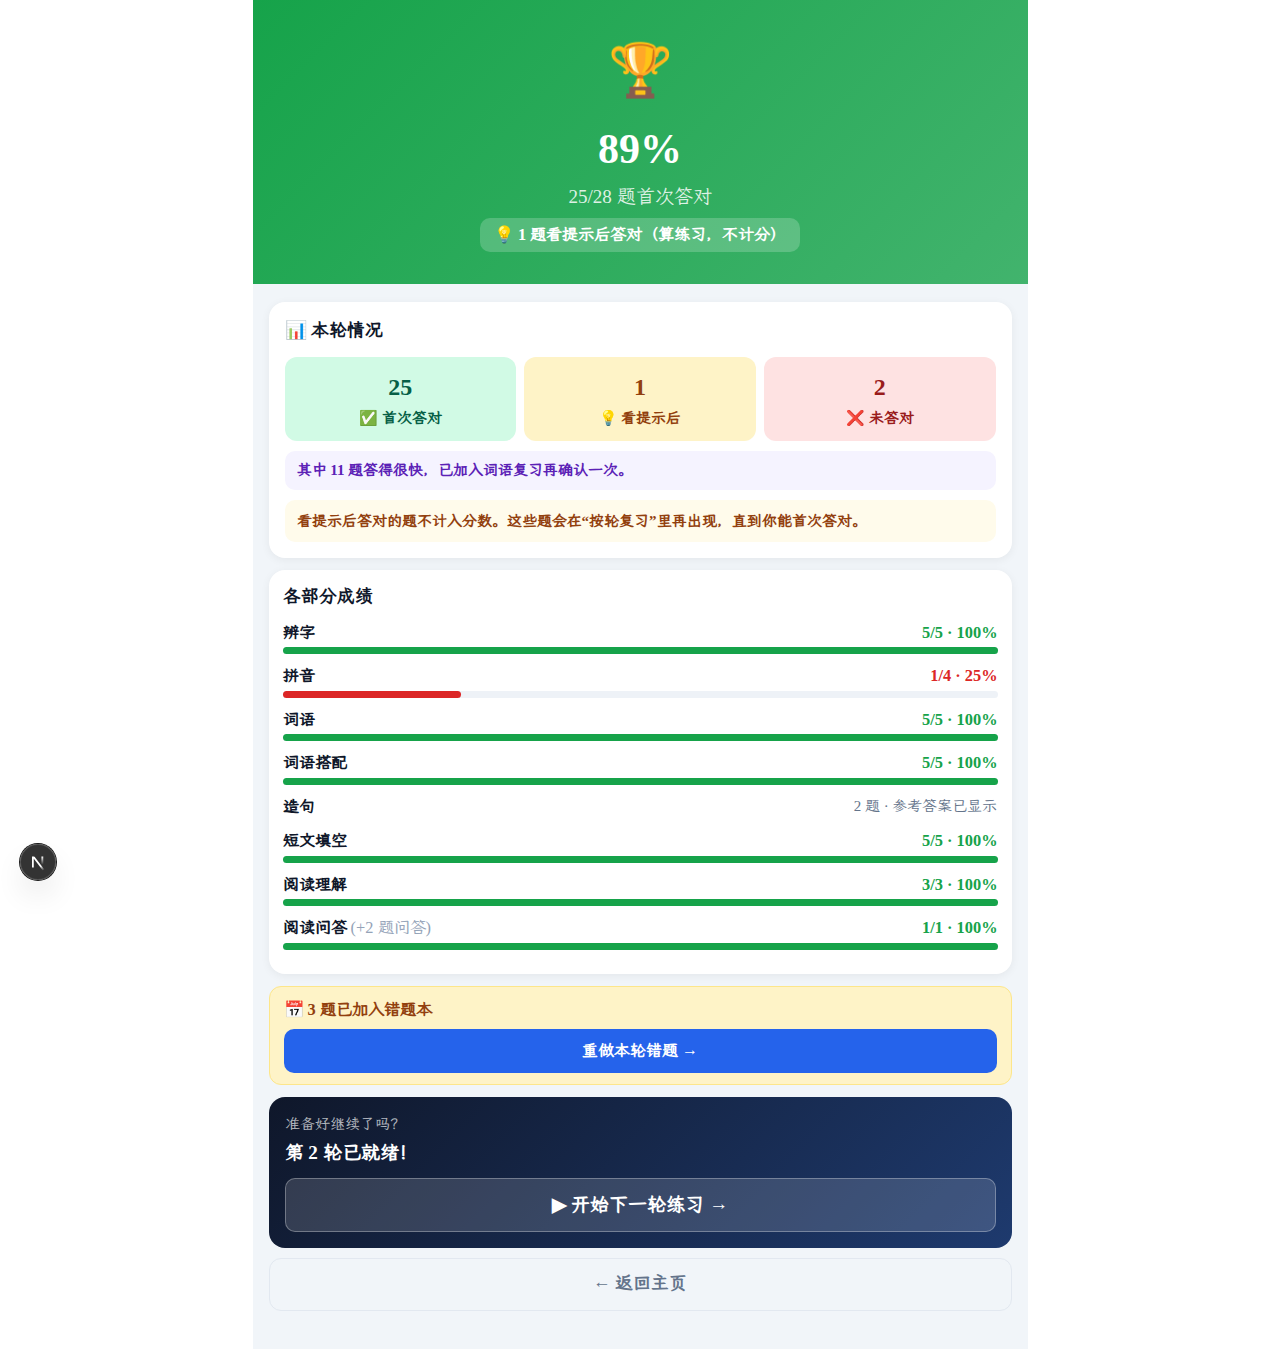 89%
25/28 题首次答对
💡 1 题看提示后答对（算练习，不计分）
📊 本轮情况
25
✅ 首次答对
1
💡 看提示后
2
❌ 未答对
其中 11 题答得很快，已加入词语复习再确认一次。
看提示后答对的题不计入分数。这些题会在“按轮复习”里再出现，直到你能首次答对。
各部分成绩
辨字 5/5 · 100%
拼音 1/4 · 25%
词语 5/5 · 100%
词语搭配 5/5 · 100%
造句 2 题 · 参考答案已显示
短文填空 5/5 · 100%
阅读理解 3/3 · 100%
阅读问答 (+2 题问答) 1/1 · 100%
📅 3 题已加入错题本
重做本轮错题 →
准备好继续了吗？
第 2 轮已就绪！
▶ 开始下一轮练习 →
← 返回主页